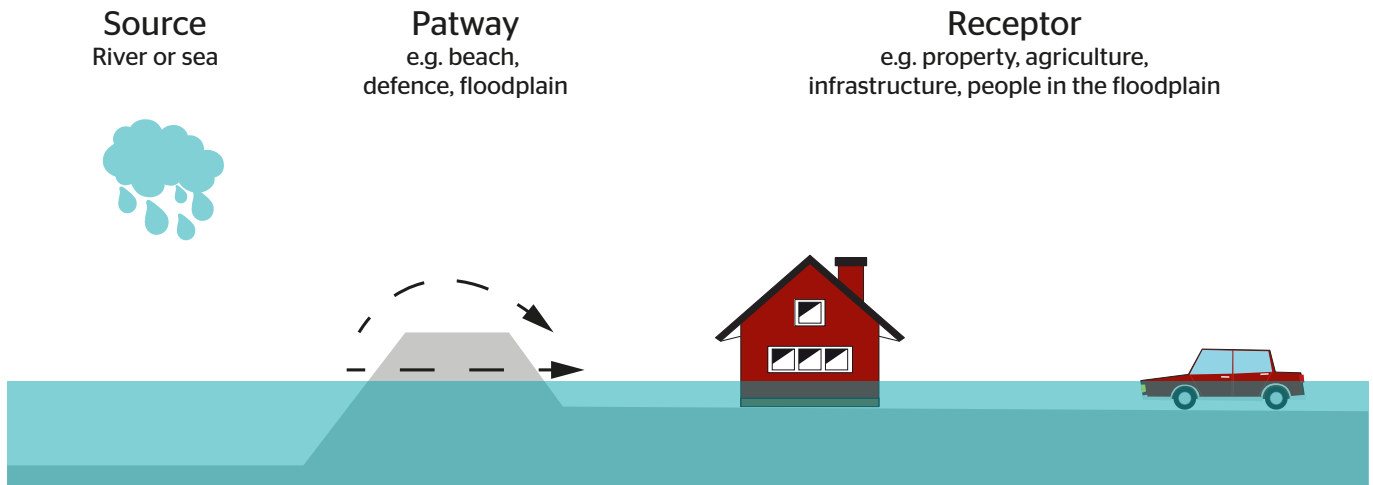 Source
River or sea
Patway
e.g. beach,
defence, floodplain
Receptor
e.g. property, agriculture,
infrastructure, people in the floodplain